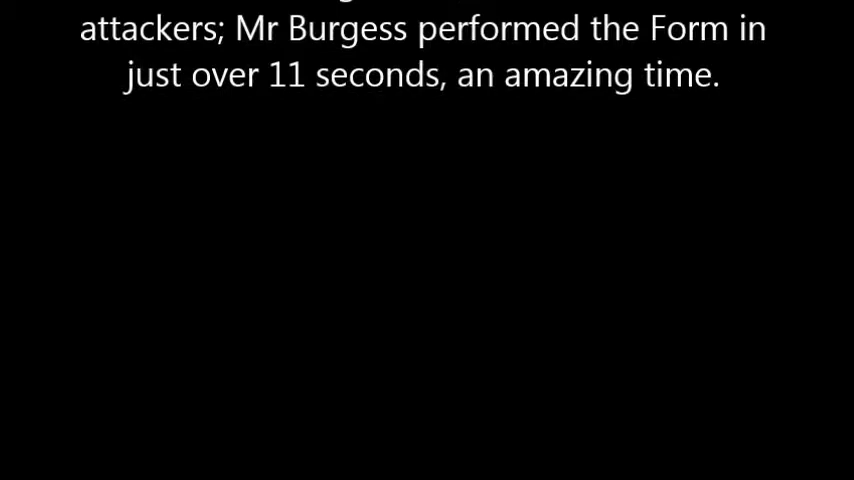 attackers; Mr Burgess performed the Form in
just over 11 seconds, an amazing time.